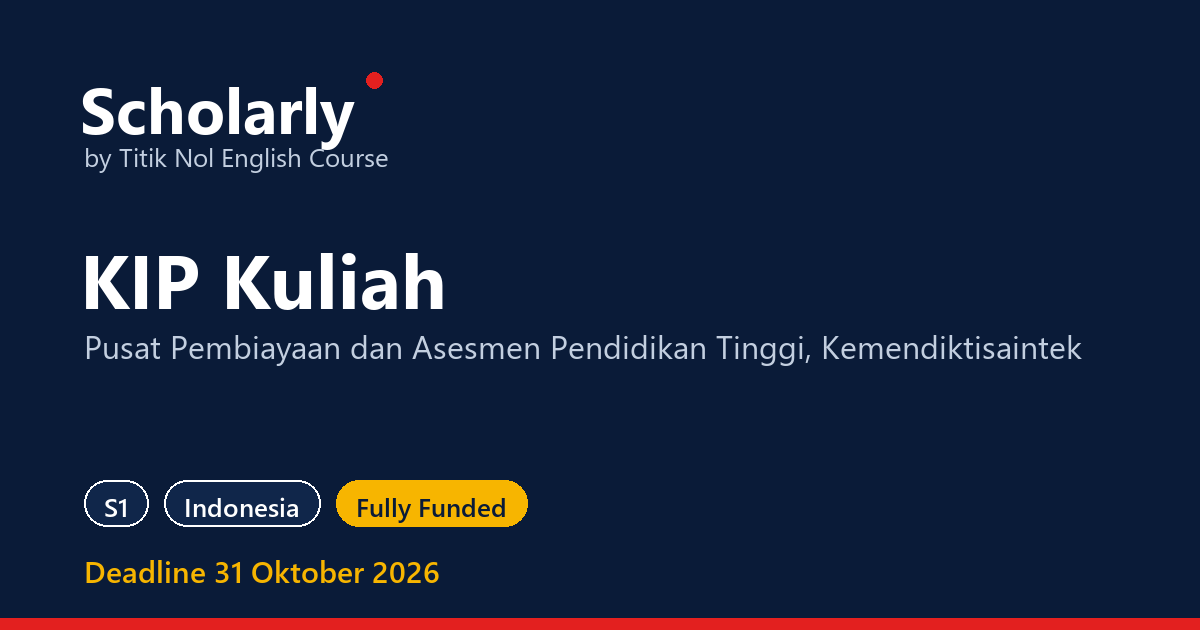 Scholarly
by Titik Nol English Course
KIP Kuliah
Pusat Pembiayaan dan Asesmen Pendidikan Tinggi, Kemendiktisaintek
S1 Indonesia Fully Funded
Deadline 31 Oktober 2026